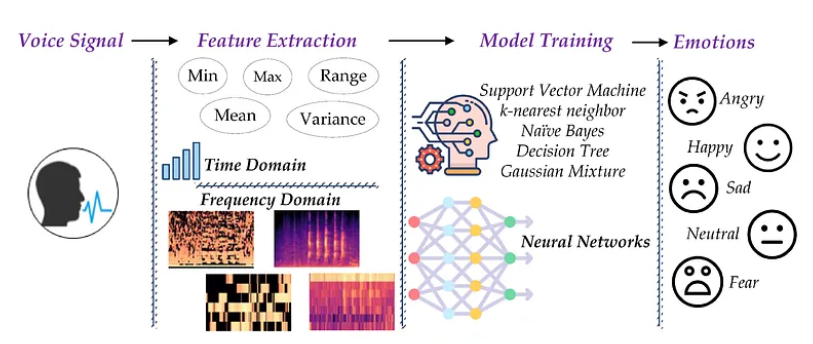 Voice Signal
Feature Extraction
Model Training
Emotions
Min
Max
Range
Mean
Variance
Time Domain
Frequency Domain
Support Vector Machine
k-nearest neighbor
Naïve Bayes
Decision Tree
Gaussian Mixture
Neural Networks
Angry
Happy
Sad
Neutral
Fear